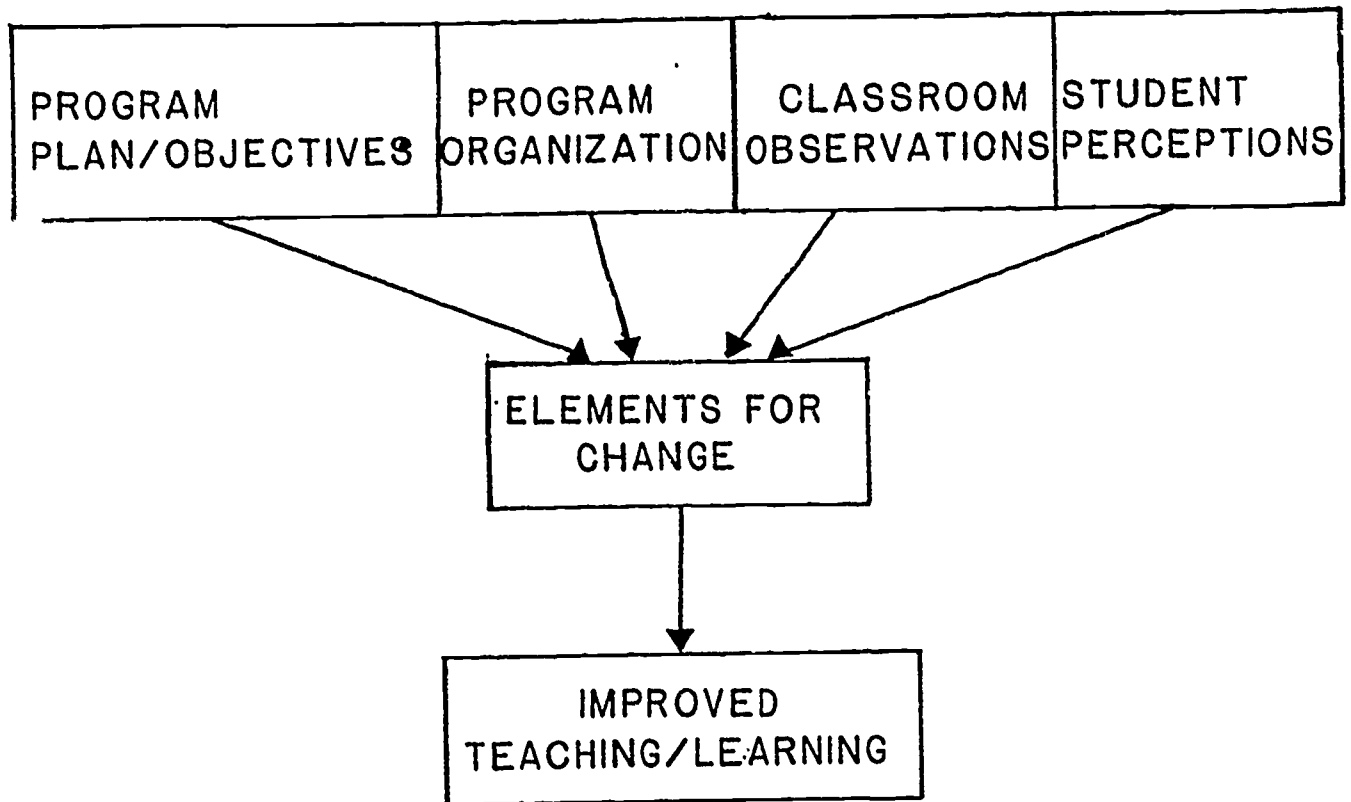 PROGRAM
PLAN/OBJECTIVES
PROGRAM
ORGANIZATION
CLASSROOM
OBSERVATIONS
STUDENT
PERCEPTIONS
ELEMENTS FOR
CHANGE
IMPROVED
TEACHING/LEARNING